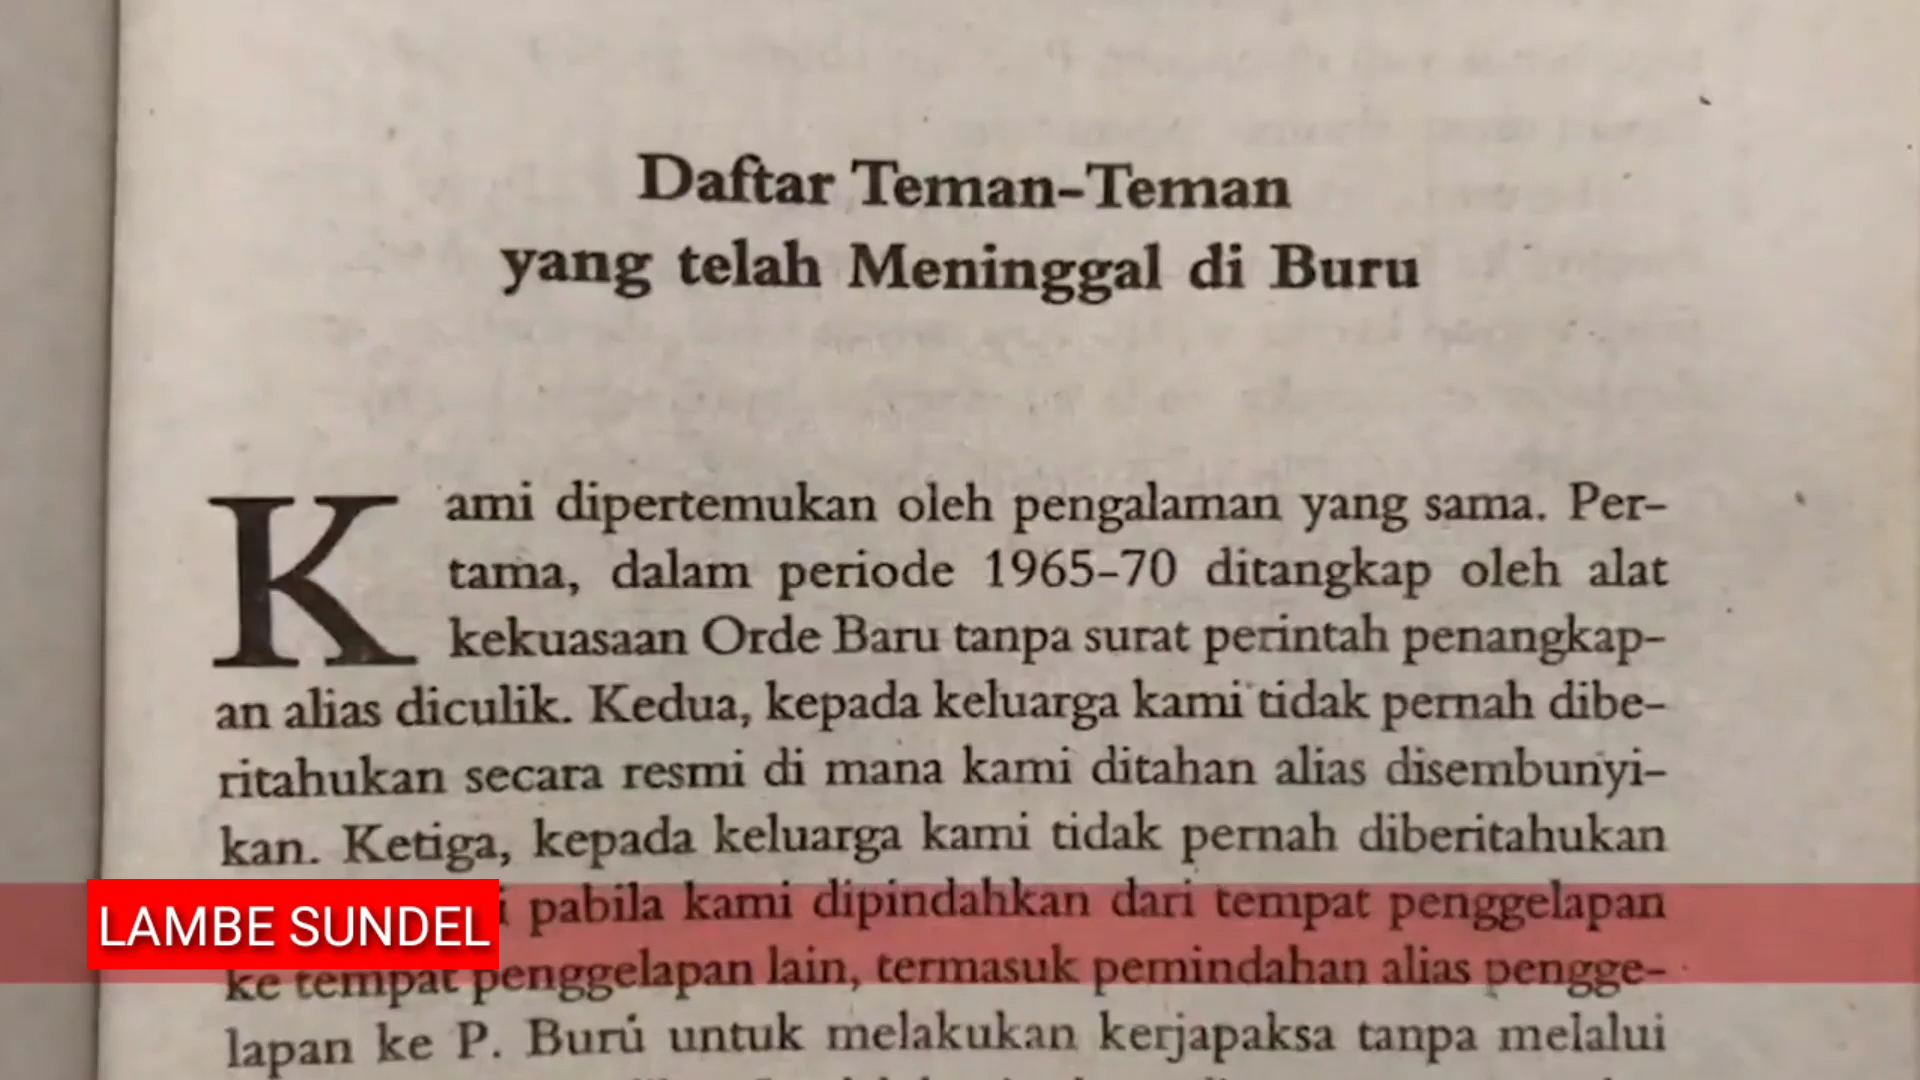 Daftar Teman-Teman
yang telah Meninggal di Buru
Kami dipertemukan oleh pengalaman yang sama. Per-
tama, dalam periode 1965-70 ditangkap oleh alat
kekuasaan Orde Baru tanpa surat perintah penangkap-
an alias diculik. Kedua, kepada keluarga kami tidak pernah dibe-
ritahukan secara resmi di mana kami ditahan alias disembunyi-
kan. Ketiga, kepada keluarga kami tidak pernah diberitahukan
pabila kami dipindahkan dari tempat penggelapan
LAMBE SUNDEL
ke tempat penggelapan lain, termasuk pemindahan alias pengge-
lapan ke P. Buru untuk melakukan kerjapaksa tanpa melalui